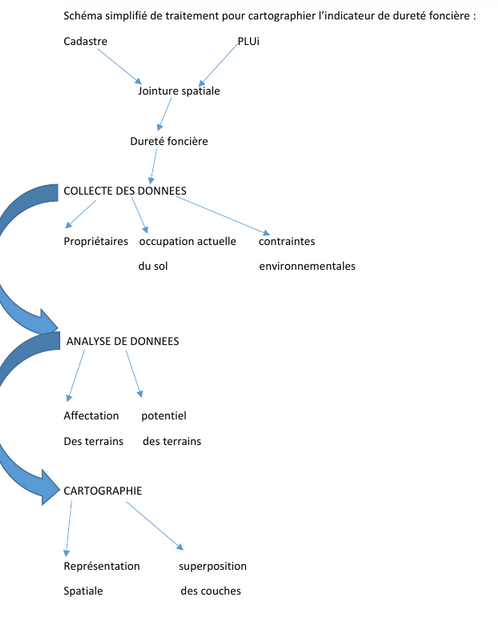 Schéma simplifié de traitement pour cartographier l’indicateur de dureté foncière :
Cadastre PLUi
Jointure spatiale
Dureté foncière
COLLECTE DES DONNEES
Propriétaires occupation actuelle contraintes
du sol environnementales
ANALYSE DE DONNEES
Affectation potentiel
Des terrains des terrains
CARTOGRAPHIE
Représentation superposition
Spatiale des couches